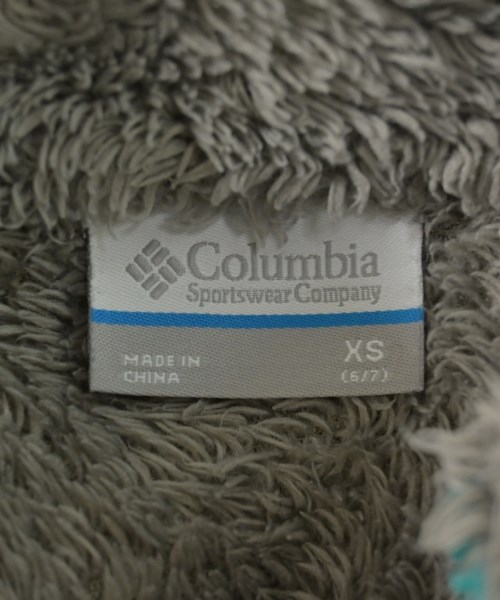 Columbia
Sportswear Company
MADE IN
CHINA
XS
(6/7)